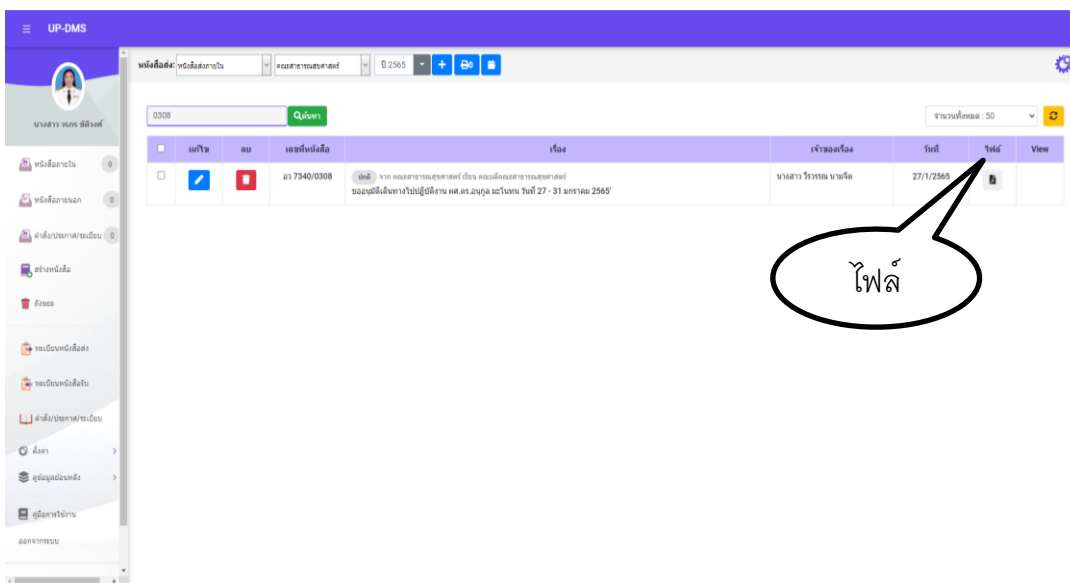 UP-DMS
หนังสือส่ง: หนังสือส่งภายใน คณะสาธารณสุขศาสตร์ ปี 2565 0
0308 ค้นหา จำนวนทั้งหมด : 50
แก้ไข ลบ เลขที่หนังสือ เรื่อง เจ้าของเรื่อง วันที่ ไฟล์ View
อว 7340/0308 ปกติ จาก คณะสาธารณสุขศาสตร์ เรียน คณบดีคณะสาธารณสุขศาสตร์ นางสาว วีรวรรณ นามจิต 27/1/2565
ขออนุมัติเดินทางไปปฏิบัติงาน ผศ.ดร.อนุกูล มะโนทน วันที่ 27 - 31 มกราคม 2565'
ไฟล์
นางสาว
หนังสือภายใน 0
หนังสือภายนอก 0
คำสั่ง/ประกาศ/ระเบียบ 0
สร้างหนังสือ
ถังขยะ
ทะเบียนหนังสือส่ง
ทะเบียนหนังสือรับ
คำสั่ง/ประกาศ/ระเบียบ
ตั้งค่า
ดูข้อมูลย้อนหลัง
คู่มือการใช้งาน
ออกจากระบบ